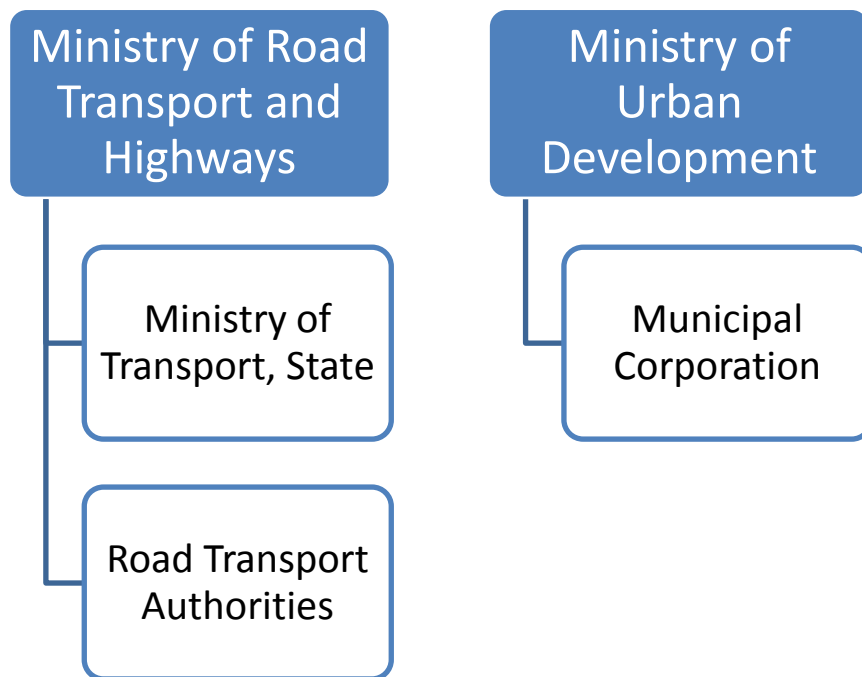 Ministry of Road
Transport and
Highways
Ministry of
Transport, State
Road Transport
Authorities
Ministry of
Urban
Development
Municipal
Corporation